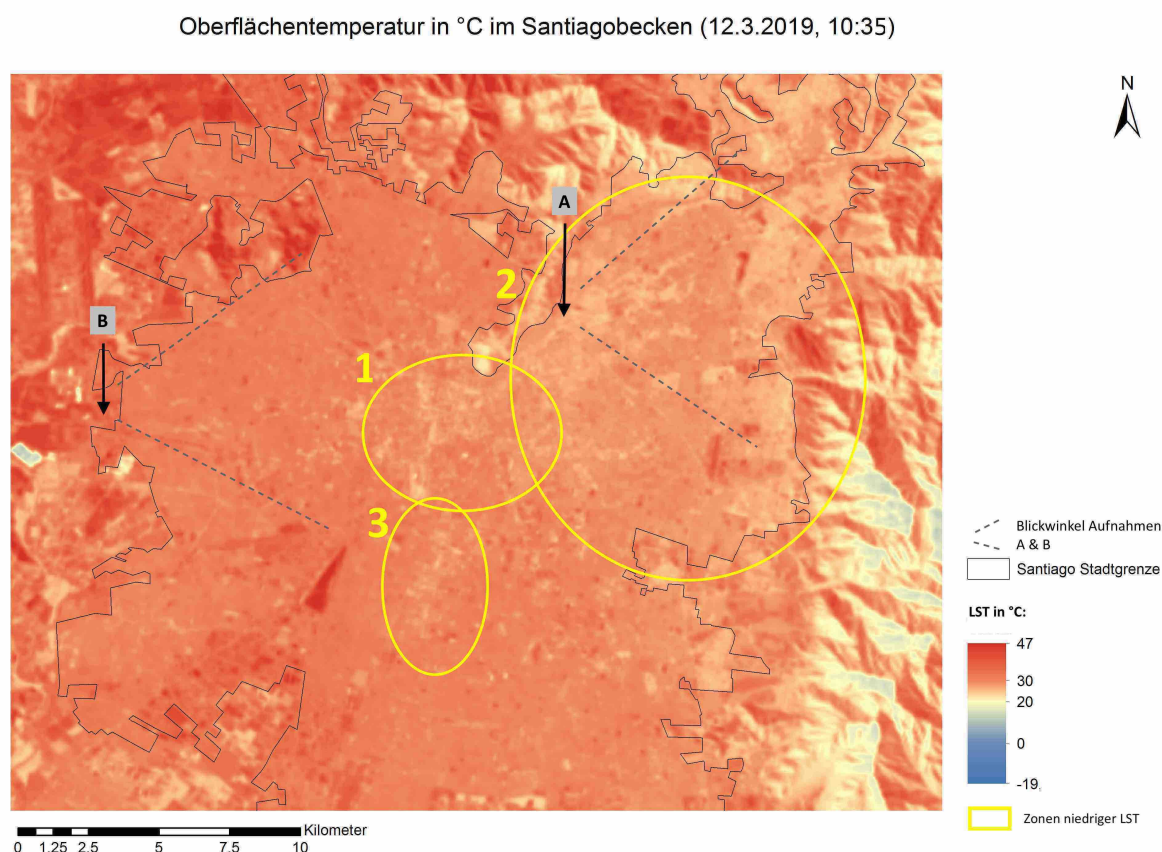 Oberflächentemperatur in °C im Santiagobecken (12.3.2019, 10:35)
N
A
2
B
1
3
Blickwinkel Aufnahmen
A & B
Santiago Stadtgrenze
LST in °C:
47
30
20
0
-19
Zonen niedriger LST
Kilometer
0 1.25 2.5 5 7.5 10